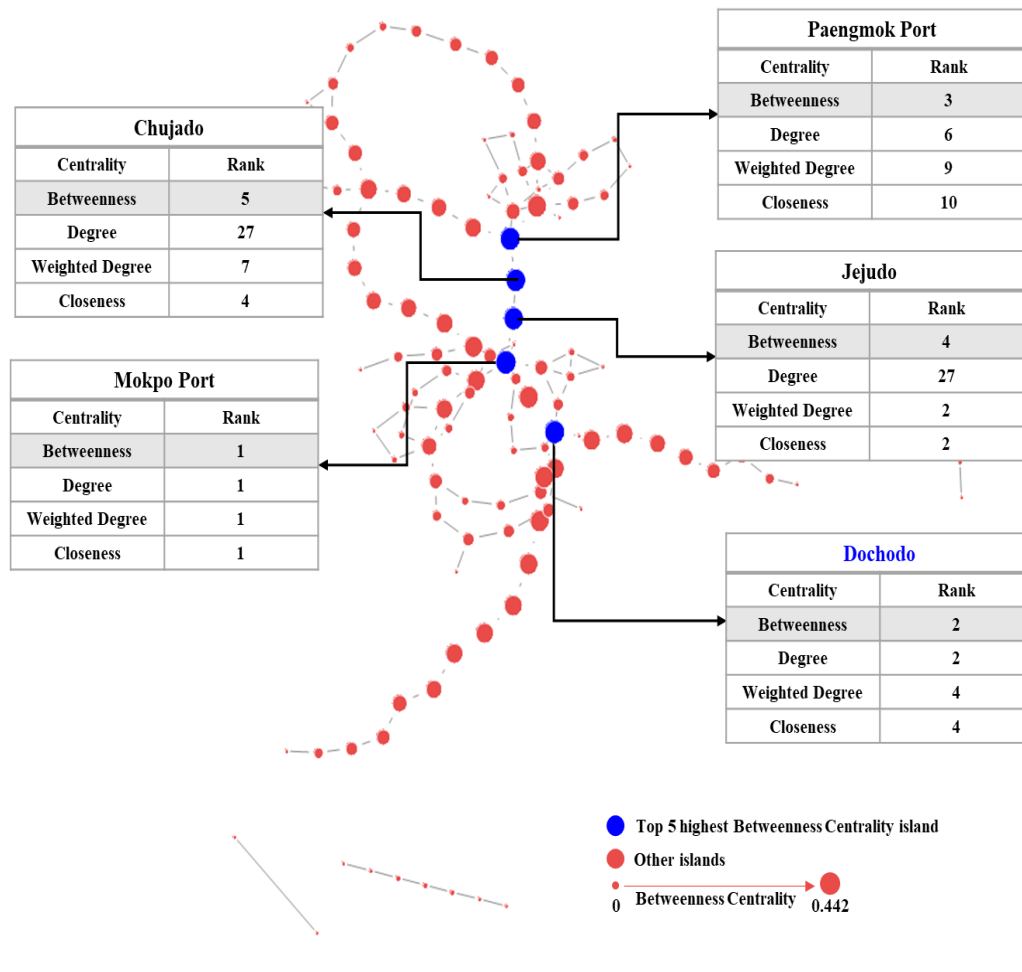 Paengmok Port
Centrality Rank
Betweenness 3
Degree 6
Weighted Degree 9
Closeness 10
Chujado
Centrality Rank
Betweenness 5
Degree 27
Weighted Degree 7
Closeness 4
Jejudo
Centrality Rank
Betweenness 4
Degree 27
Weighted Degree 2
Closeness 2
Mokpo Port
Centrality Rank
Betweenness 1
Degree 1
Weighted Degree 1
Closeness 1
Dochodo
Centrality Rank
Betweenness 2
Degree 2
Weighted Degree 4
Closeness 4
Top 5 highest Betweenness Centrality island
Other islands
0 Betweenness Centrality 0.442